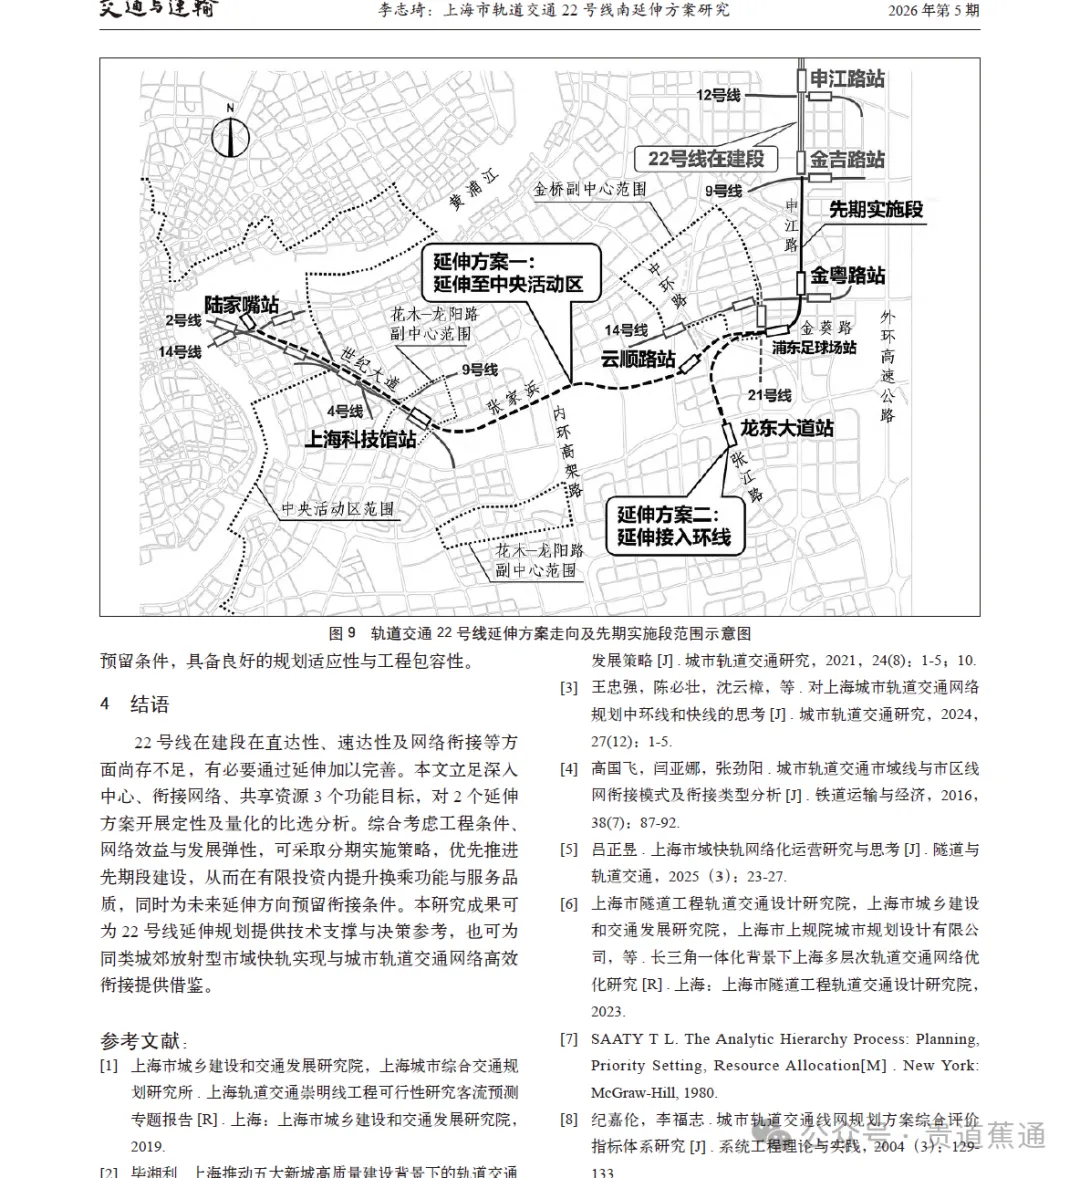 交通与运输
李志琦：上海市轨道交通 22 号线南延伸方案研究
2026 年第 5 期
申江路站
12号线
22号线在建段
金吉路站
N
黄浦江
金桥副中心范围
9号线
申江路
先期实施段
延伸方案一：
延伸至中央活动区
中环路
金粤路站
陆家嘴站
2号线
14号线
花木—龙阳路
副中心范围
世纪大道
9号线
14号线
云顺路站
金葵路
浦东足球场站
外环高速公路
21号线
4号线
张家浜
内环高架路
上海科技馆站
龙东大道站
张江路
中央活动区范围
延伸方案二：
延伸接入环线
花木—龙阳路
副中心范围
图 9 轨道交通 22 号线延伸方案走向及先期实施段范围示意图
预留条件，具备良好的规划适应性与工程包容性。
4 结语
22 号线在建段在直达性、速达性及网络衔接等方
面尚存不足，有必要通过延伸加以完善。本文立足深入
中心、衔接网络、共享资源 3 个功能目标，对 2 个延伸
方案开展定性及量化的比选分析。综合考虑工程条件、
网络效益与发展弹性，可采取分期实施策略，优先推进
先期段建设，从而在有限投资内提升换乘功能与服务品
质，同时为未来延伸方向预留衔接条件。本研究成果可
为 22 号线延伸规划提供技术支撑与决策参考，也可为
同类城郊放射型市域快轨实现与城市轨道交通网络高效
衔接提供借鉴。
参考文献：
[1] 上海市城乡建设和交通发展研究院，上海城市综合交通规
划研究所 . 上海轨道交通崇明线工程可行性研究客流预测
专题报告 [R] . 上海：上海市城乡建设和交通发展研究院，
2019.
[2] 毕湘利 . 上海推动五大新城高质量建设背景下的轨道交通
发展策略 [J] . 城市轨道交通研究，2021，24(8)：1-5；10.
[3] 王忠强，陈必壮，沈云樟，等 . 对上海城市轨道交通网络
规划中环线和快线的思考 [J] . 城市轨道交通研究，2024，
27(12)：1-5.
[4] 高国飞，闫亚娜，张劲阳 . 城市轨道交通市域线与市区线
网衔接模式及衔接类型分析 [J] . 铁道运输与经济，2016，
38(7)：87-92.
[5] 吕正昱 . 上海市域快轨网络化运营研究与思考 [J] . 隧道与
轨道交通，2025（3）：23-27.
[6] 上海市隧道工程轨道交通设计研究院，上海市城乡建设
和交通发展研究院，上海市上规院城市规划设计有限公
司，等 . 长三角一体化背景下上海多层次轨道交通网络优
化研究 [R] . 上海：上海市隧道工程轨道交通设计研究院，
2023.
[7] SAATY T L. The Analytic Hierarchy Process: Planning,
Priority Setting, Resource Allocation[M] . New York:
McGraw-Hill, 1980.
[8] 纪嘉伦，李福志 . 城市轨道交通线网规划方案综合评价
指标体系研究 [J] . 系统工程理论与实践，2004（3）：129-
133.
公众号 · 贵道蕉通